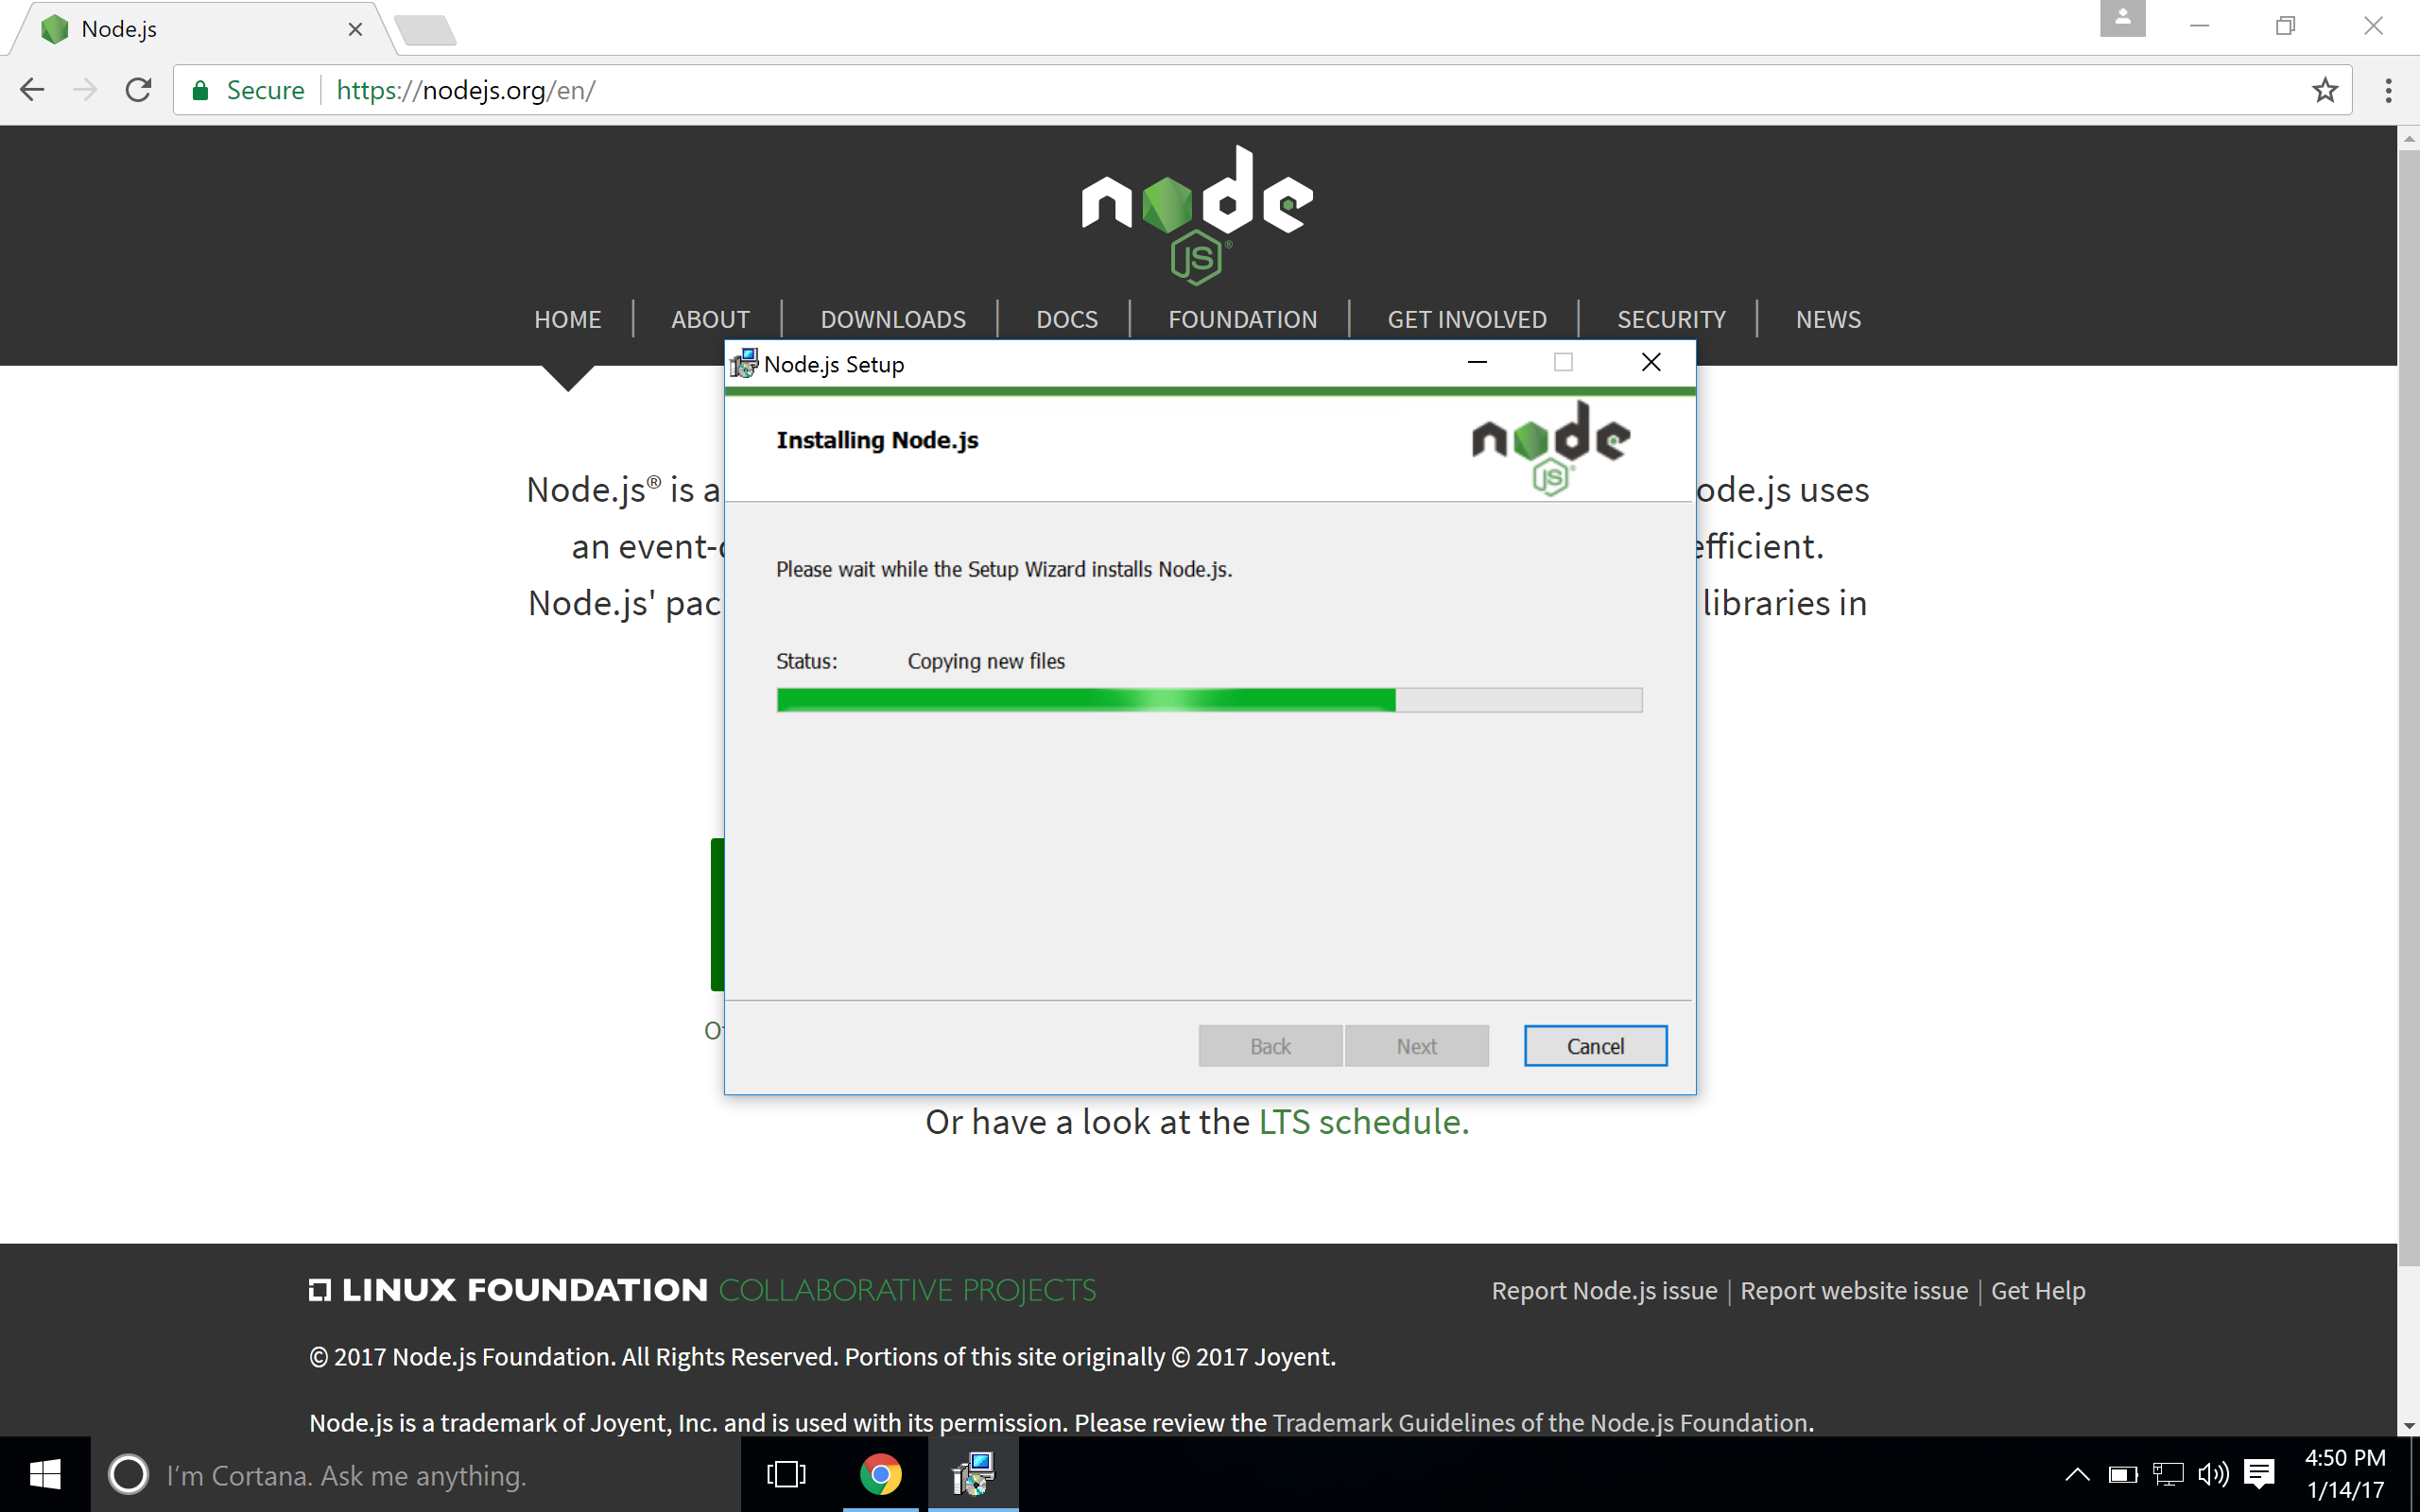 Node.js
Secure https://nodejs.org/en/
node
JS
HOME ABOUT DOWNLOADS DOCS FOUNDATION GET INVOLVED SECURITY NEWS
Node.js Setup
Installing Node.js
node
JS
Node.js® is a ode.js uses
an event- efficient.
Node.js' pac libraries in
Please wait while the Setup Wizard installs Node.js.
Status: Copying new files
Back Next Cancel
Or have a look at the LTS schedule.
LINUX FOUNDATION COLLABORATIVE PROJECTS
Report Node.js issue | Report website issue | Get Help
© 2017 Node.js Foundation. All Rights Reserved. Portions of this site originally © 2017 Joyent.
Node.js is a trademark of Joyent, Inc. and is used with its permission. Please review the Trademark Guidelines of the Node.js Foundation.
I'm Cortana. Ask me anything.
4:50 PM
1/14/17